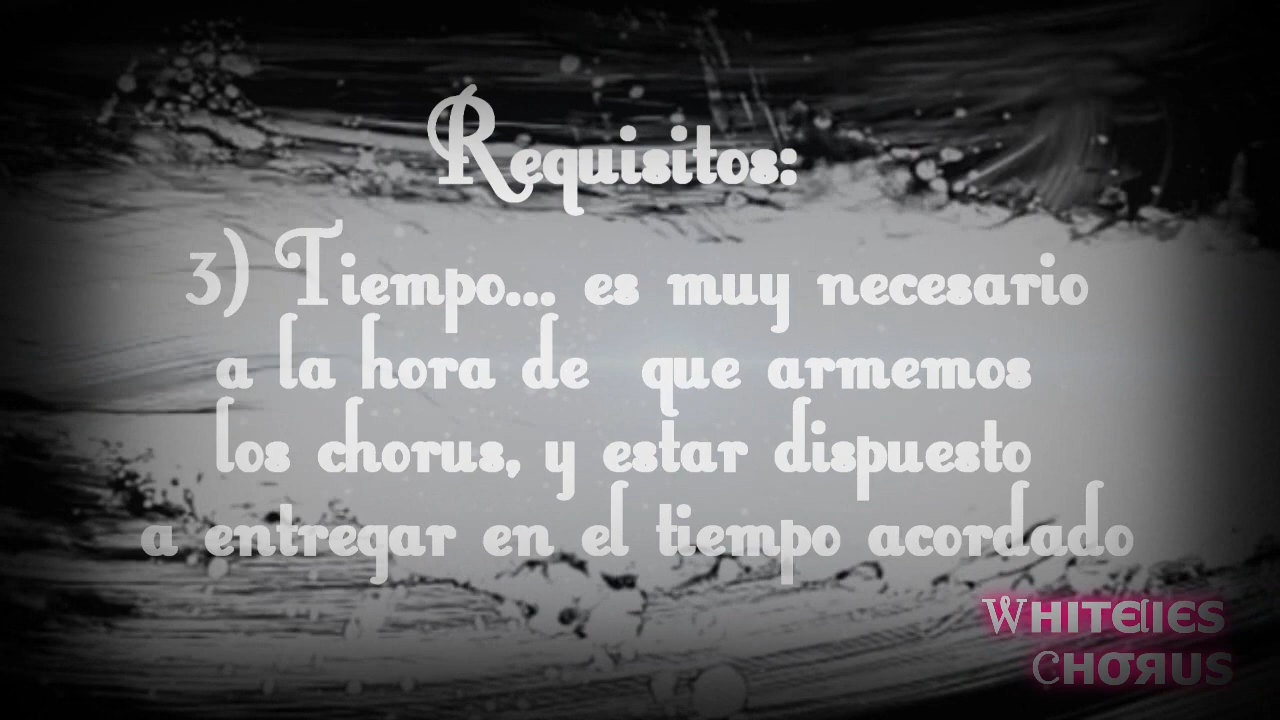 Requisitos:
3) Tiempo... es muy necesario
a la hora de que armemos
los chorus, y estar dispuesto
a entregar en el tiempo acordado
WHITElIES
CHORUS